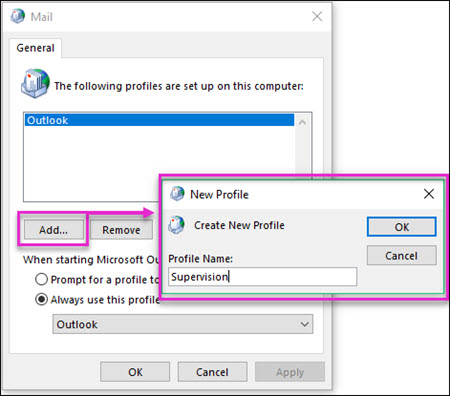 Mail
General
The following profiles are set up on this computer:
Outlook
New Profile
Create New Profile
OK
Cancel
Profile Name:
Supervision
Add...
Remove
When starting Microsoft Ou
Prompt for a profile to
Always use this profile
Outlook
OK
Cancel
Apply